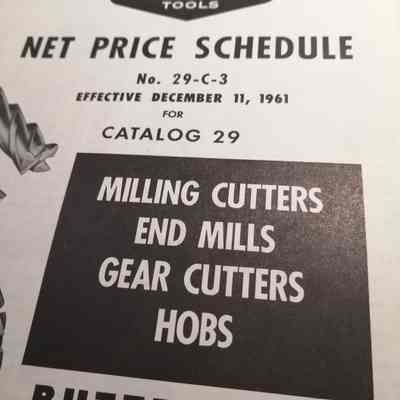 TOOLS
NET PRICE SCHEDULE
No. 29-C-3
EFFECTIVE DECEMBER 11, 1961
FOR
CATALOG 29
MILLING CUTTERS
END MILLS
GEAR CUTTERS
HOBS